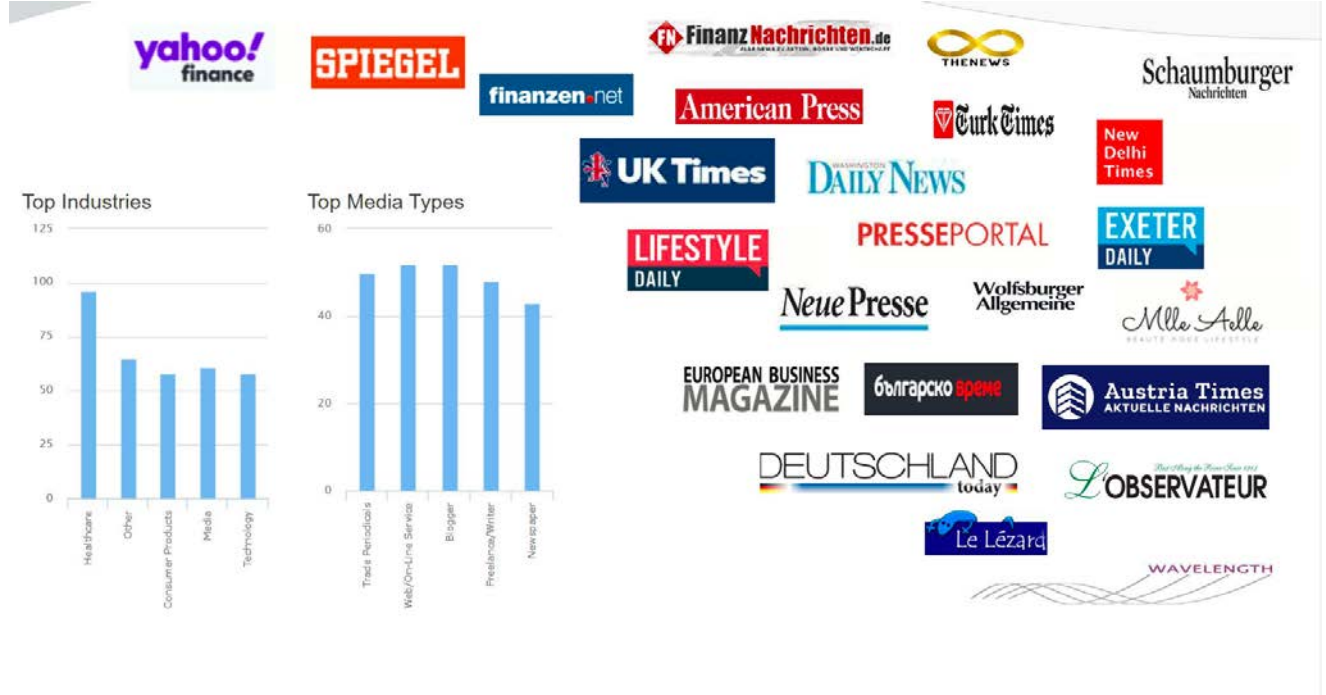 yahoo!
finance
SPIEGEL
finanzen.net
FN FinanzNachrichten.de
THENEWS
Schaumburger
Nachrichten
American Press
Turk Times
New
Delhi
Times
UK Times
WASHINGTON
DAILY NEWS
PRESSEPORTAL
EXETER
DAILY
LIFESTYLE
DAILY
Neue Presse
Wolfsburger
Allgemeine
Mlle Aelle
EUROPEAN BUSINESS
MAGAZINE
българско време
Austria Times
AKTUELLE NACHRICHTEN
DEUTSCHLAND
today
L'OBSERVATEUR
Le Lézard
WAVELENGTH
Top Industries
125
100
75
50
25
0
Healthcare
Other
Consumer Products
Media
Technology
Top Media Types
60
40
20
0
Trade Periodicals
Web/On-Line Service
Blogger
Freelance/Writer
Newspaper